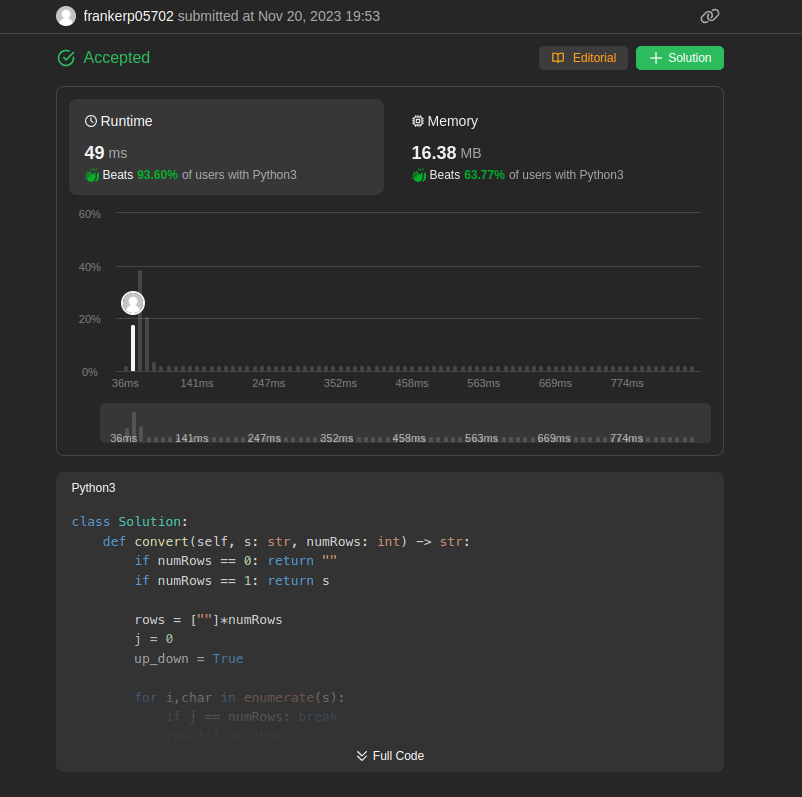 frankerp05702 submitted at Nov 20, 2023 19:53
Accepted
Editorial
Solution
Runtime
49 ms
Beats 93.60% of users with Python3
Memory
16.38 MB
Beats 63.77% of users with Python3
60%
40%
20%
0%
36ms 141ms 247ms 352ms 458ms 563ms 669ms 774ms
36ms 141ms 247ms 352ms 458ms 563ms 669ms 774ms
Python3
class Solution:
    def convert(self, s: str, numRows: int) -> str:
        if numRows == 0: return ""
        if numRows == 1: return s
        rows = [""]*numRows
        j = 0
        up_down = True
        for i,char in enumerate(s):
            if j == numRows: break
Full Code